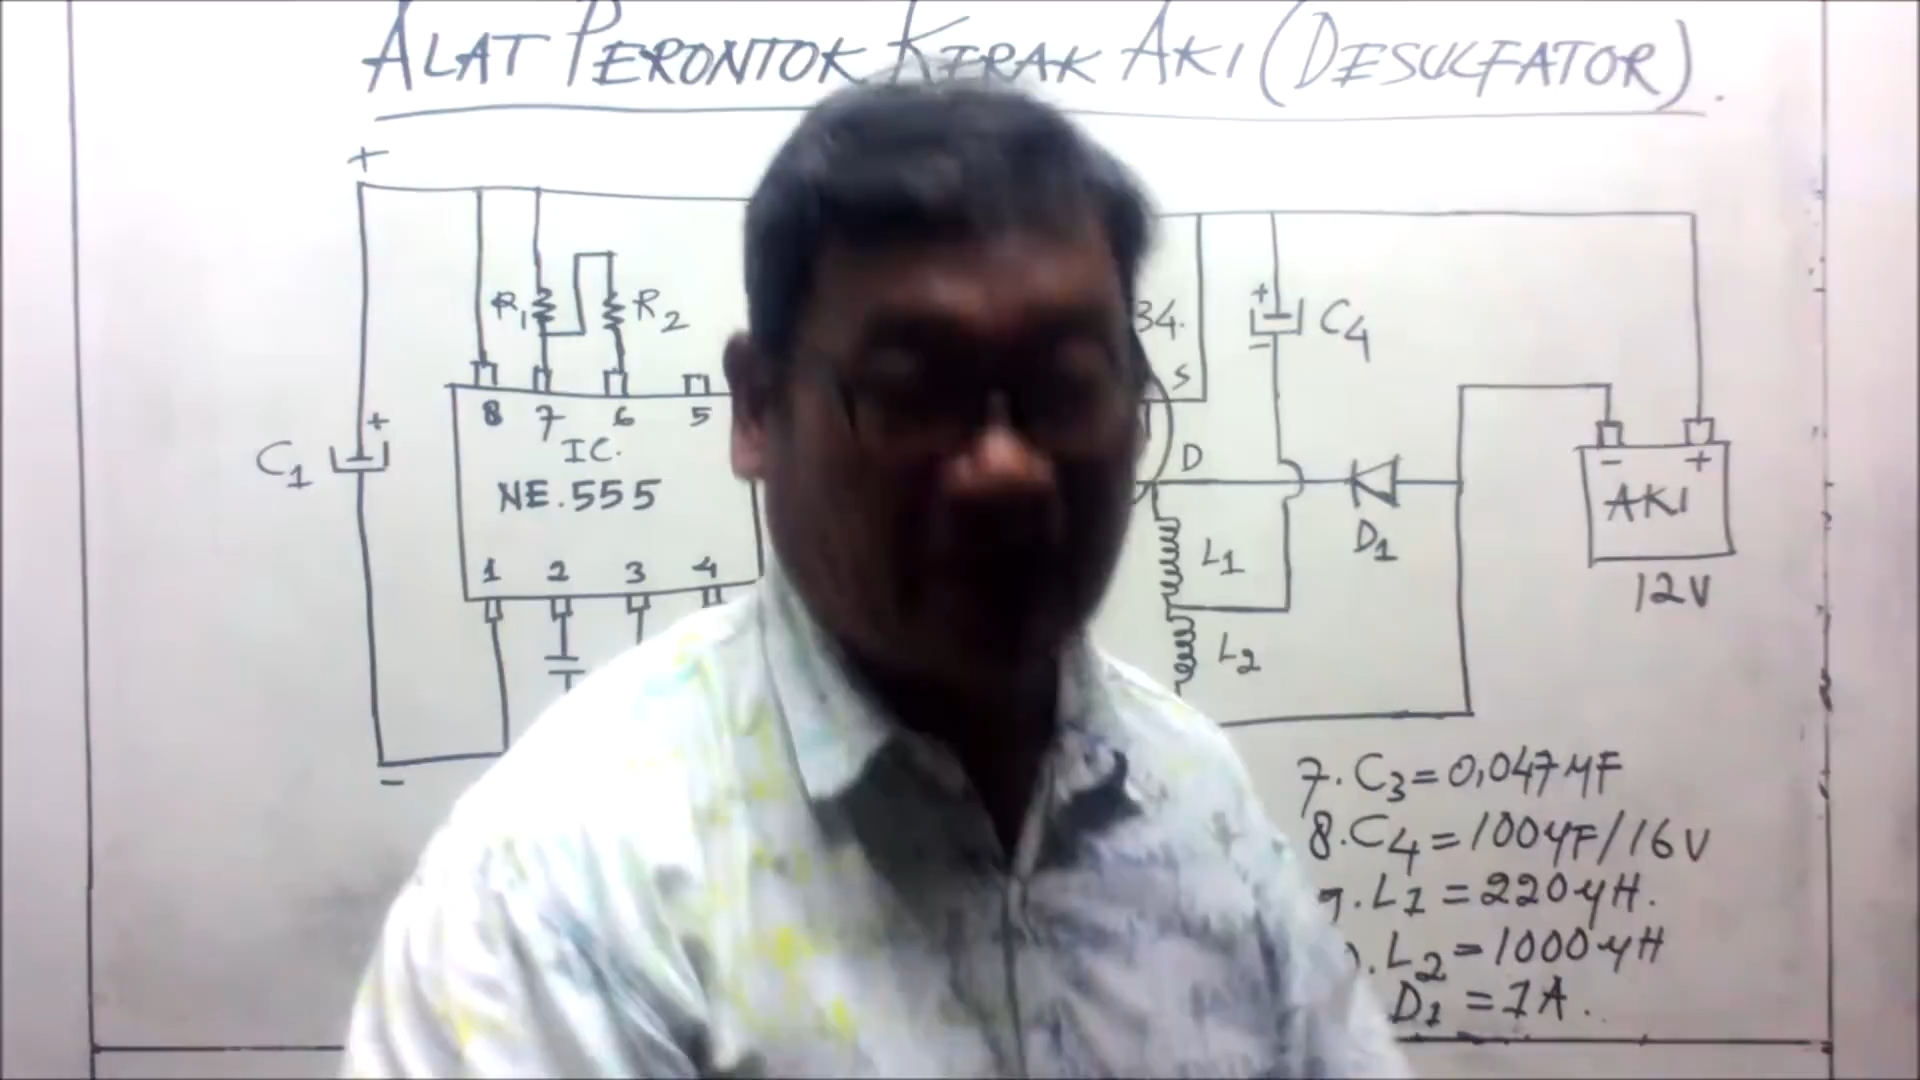 ALAT PERONTOK KERAK AKI (DESULFATOR).
+
R1 R2
34.
+ C4
-
S
8 7 6 5
+
C1
IC.
NE.555
D
- +
AKI
D1
12V
L1
1 2 3 4
L2
-
7. C3 = 0,047 µF
8. C4 = 100 µF/16 V
9. L1 = 220 µH.
. L2 = 1000 µH
D1 = 1A.